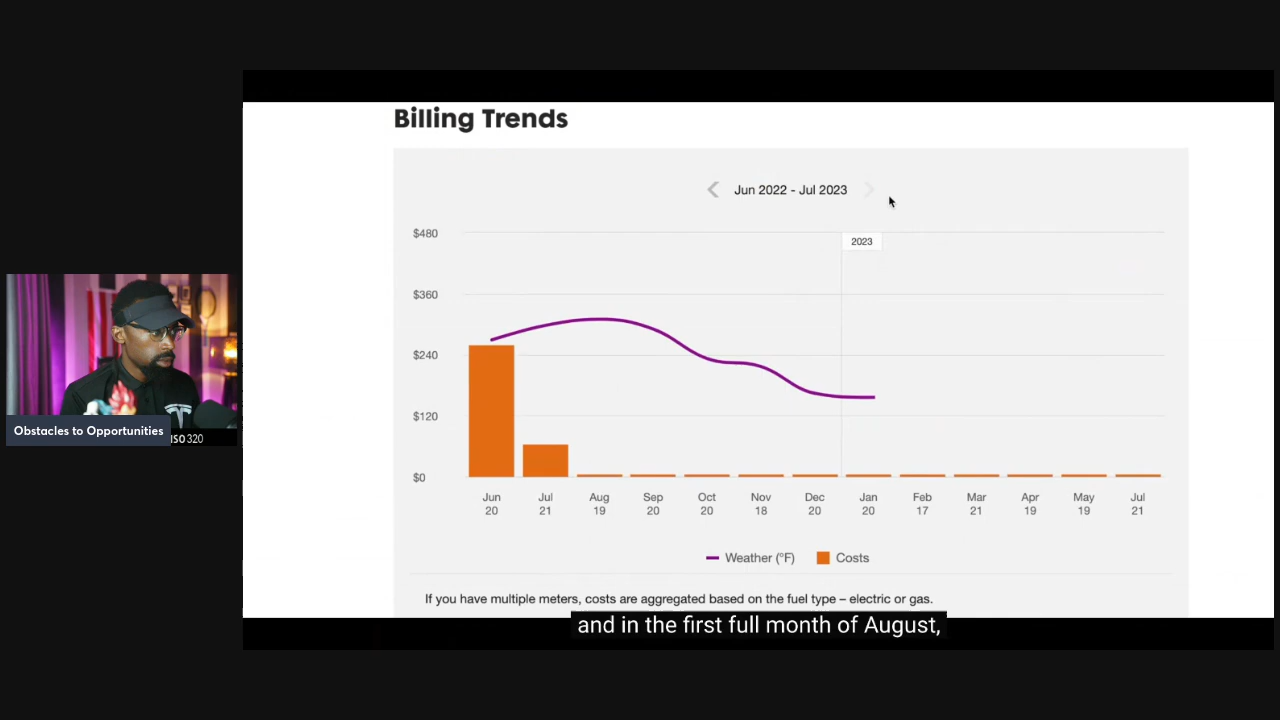 Billing Trends
Jun 2022 - Jul 2023
$480
2023
$360
$240
$120
$0
Jun Jul Aug Sep Oct Nov Dec Jan Feb Mar Apr May Jul
20 21 19 20 20 18 20 20 17 21 19 19 21
Weather (°F) Costs
If you have multiple meters, costs are aggregated based on the fuel type – electric or gas.
and in the first full month of August,
Obstacles to Opportunities
ISO 320